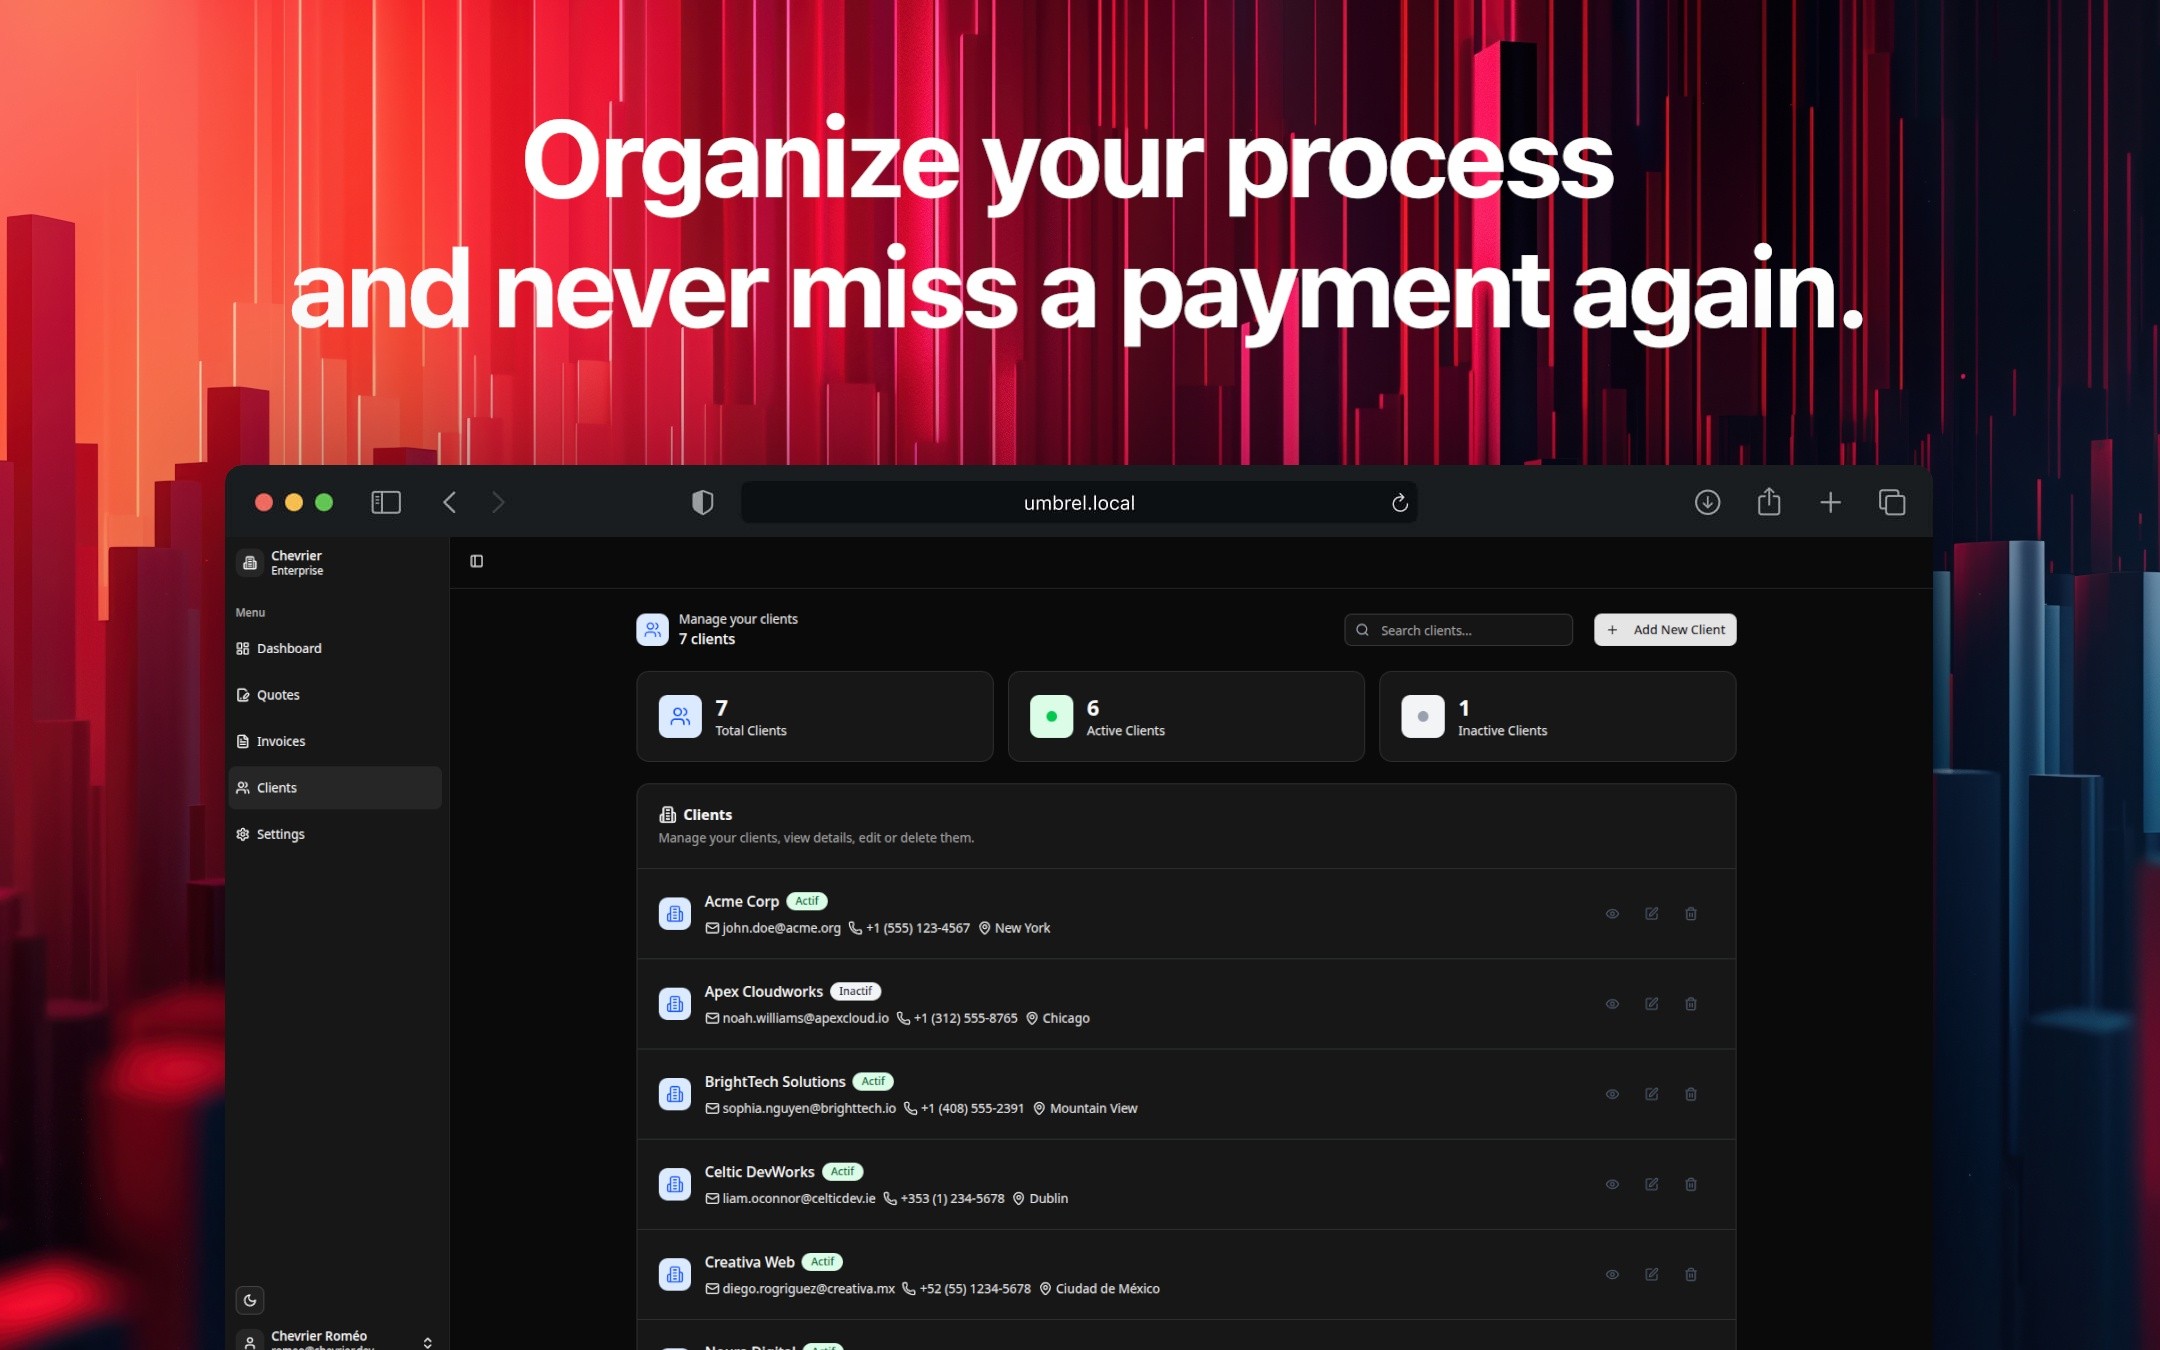 Organize your process
and never miss a payment again.
umbrel.local
Chevrier
Enterprise
Menu
Dashboard
Quotes
Invoices
Clients
Settings
Chevrier Roméo
Manage your clients
7 clients
Search clients...
Add New Client
7
Total Clients
6
Active Clients
1
Inactive Clients
Clients
Manage your clients, view details, edit or delete them.
Acme Corp Actif
john.doe@acme.org +1 (555) 123-4567 New York
Apex Cloudworks Inactif
noah.williams@apexcloud.io +1 (312) 555-8765 Chicago
BrightTech Solutions Actif
sophia.nguyen@brighttech.io +1 (408) 555-2391 Mountain View
Celtic DevWorks Actif
liam.oconnor@celticdev.ie +353 (1) 234-5678 Dublin
Creativa Web Actif
diego.rogriguez@creativa.mx +52 (55) 1234-5678 Ciudad de México